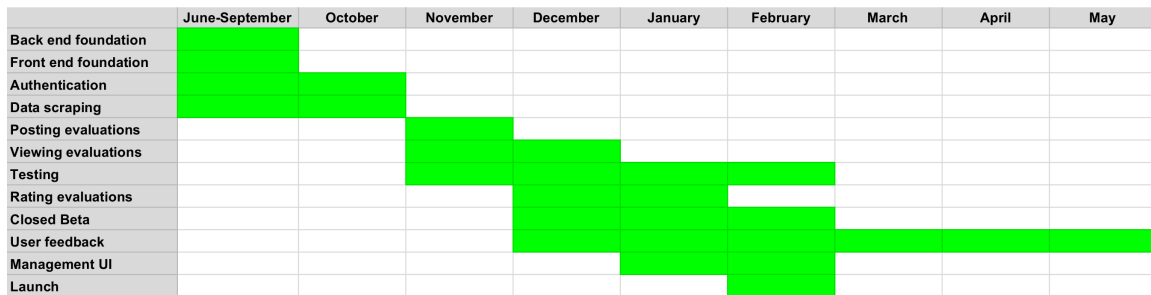 June-September October November December January February March April May
Back end foundation
Front end foundation
Authentication
Data scraping
Posting evaluations
Viewing evaluations
Testing
Rating evaluations
Closed Beta
User feedback
Management UI
Launch